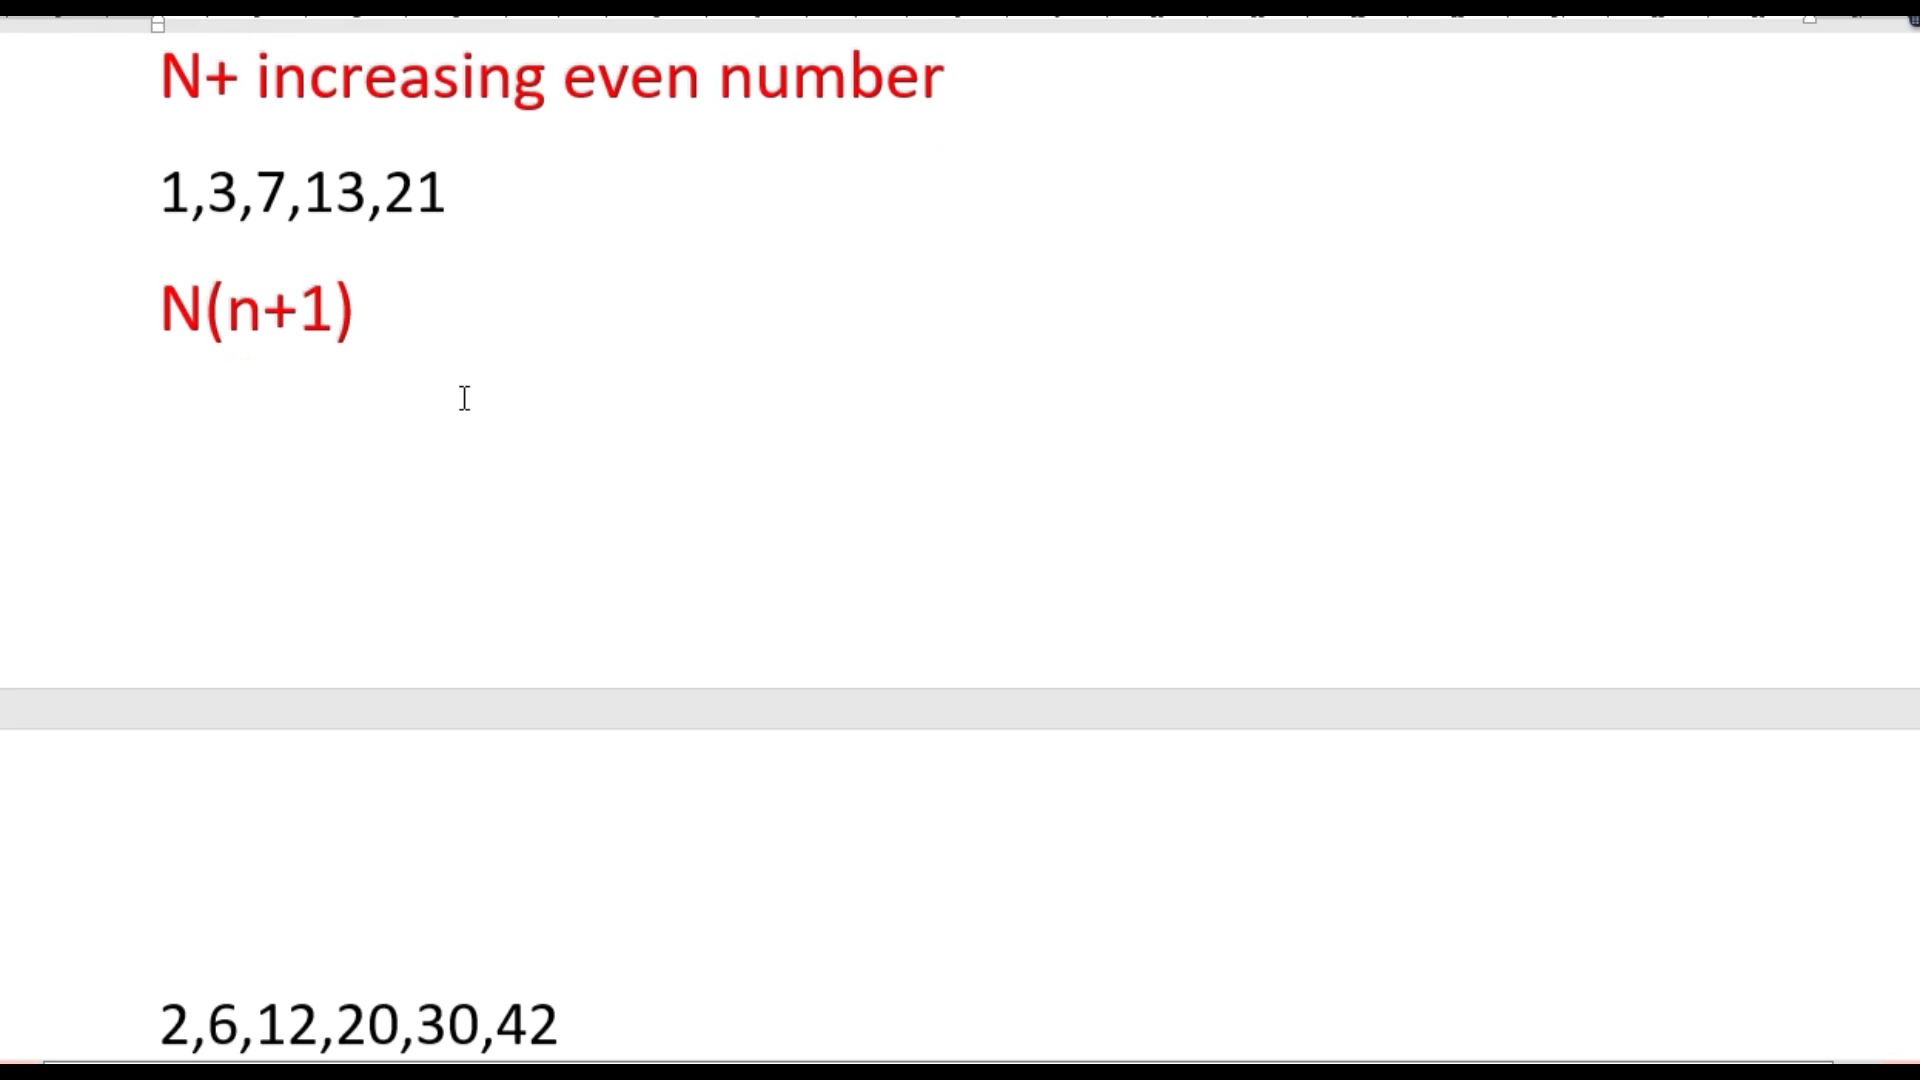 N+ increasing even number
1,3,7,13,21
N(n+1)
2,6,12,20,30,42